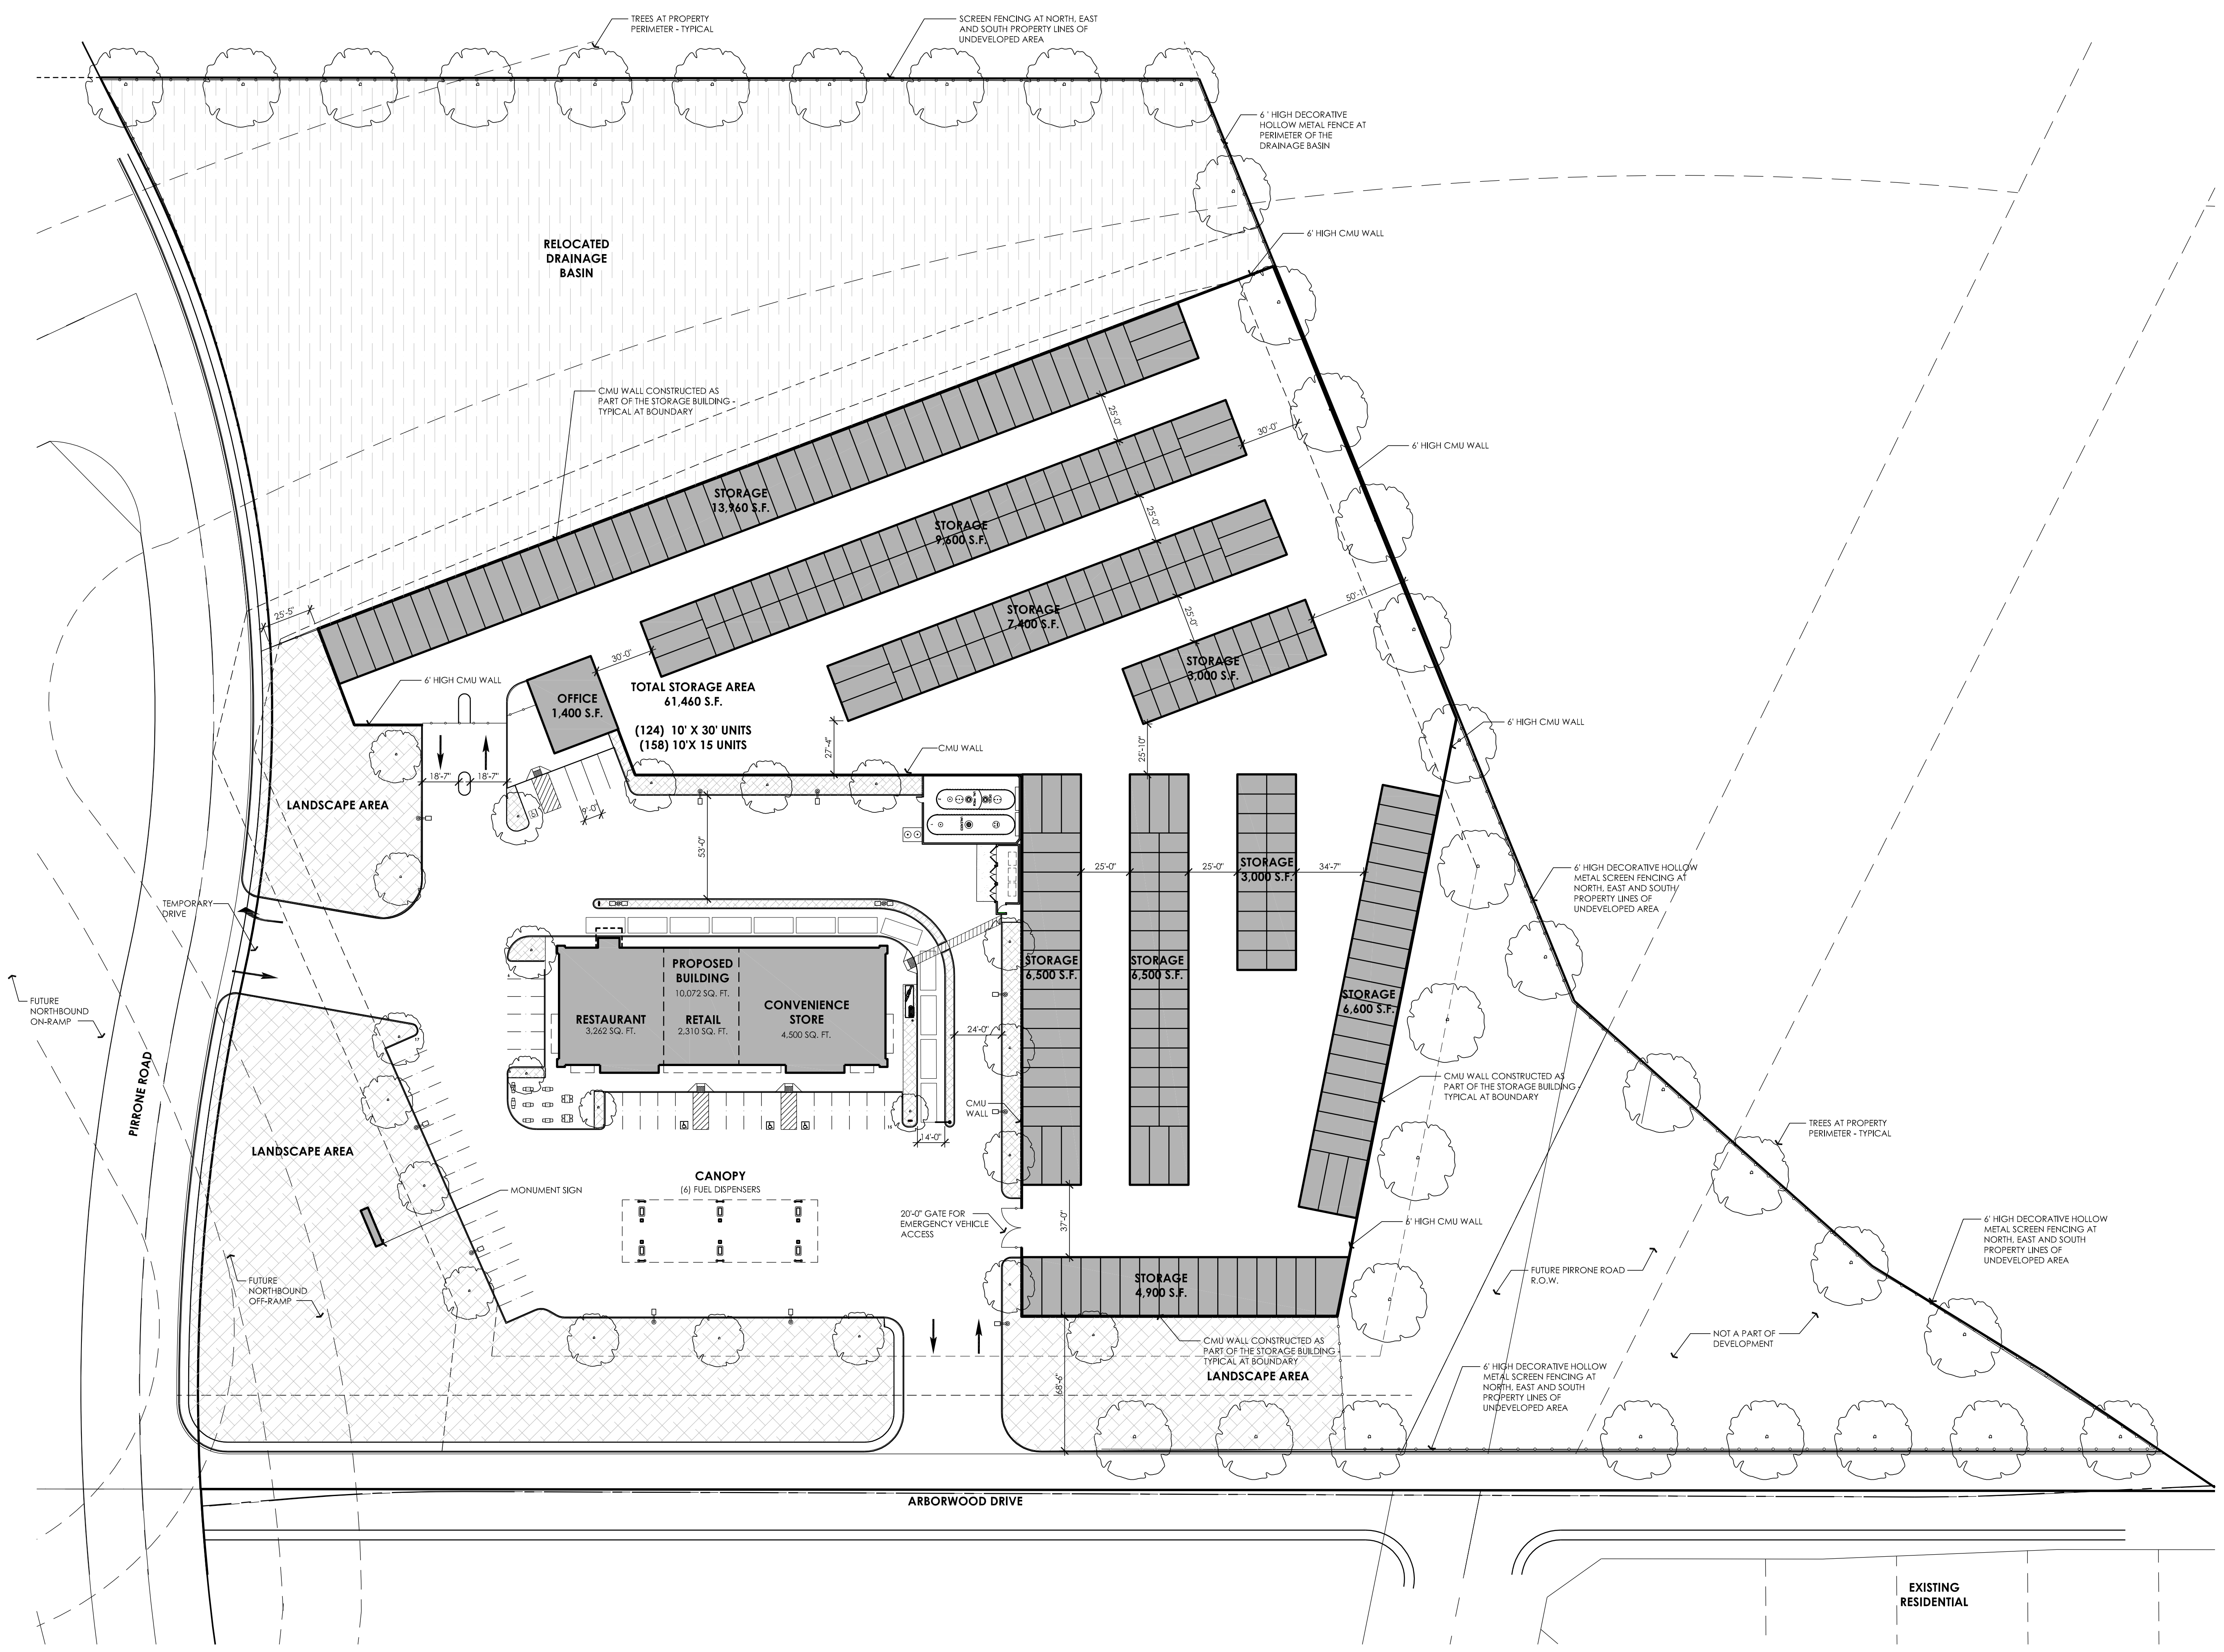 TREES AT PROPERTY
PERIMETER - TYPICAL
SCREEN FENCING AT NORTH, EAST
AND SOUTH PROPERTY LINES OF
UNDEVELOPED AREA
6 ' HIGH DECORATIVE
HOLLOW METAL FENCE AT
PERIMETER OF THE
DRAINAGE BASIN
6' HIGH CMU WALL
RELOCATED
DRAINAGE
BASIN
CMU WALL CONSTRUCTED AS
PART OF THE STORAGE BUILDING -
TYPICAL AT BOUNDARY
25'-0"
30'-0"
6' HIGH CMU WALL
STORAGE
13,960 S.F.
STORAGE
9,600 S.F.
25'-0"
STORAGE
7,400 S.F.
25'-0"
50'-1"
25'-5"
STORAGE
3,000 S.F.
30'-0"
6' HIGH CMU WALL
OFFICE
1,400 S.F.
TOTAL STORAGE AREA
61,460 S.F.
(124) 10' X 30' UNITS
(158) 10'X 15 UNITS
27'-4"
25'-10"
CMU WALL
6' HIGH CMU WALL
18'-7"
18'-7"
LANDSCAPE AREA
9'-0"
53'-0"
25'-0"
25'-0"
STORAGE
3,000 S.F.
34'-7"
6' HIGH DECORATIVE HOLLOW
METAL SCREEN FENCING AT
NORTH, EAST AND SOUTH
PROPERTY LINES OF
UNDEVELOPED AREA
TEMPORARY
DRIVE
PROPOSED
BUILDING
10,072 SQ. FT.
RESTAURANT
3,262 SQ. FT.
RETAIL
2,310 SQ. FT.
CONVENIENCE
STORE
4,500 SQ. FT.
STORAGE
6,500 S.F.
STORAGE
6,500 S.F.
STORAGE
6,600 S.F.
24'-0"
FUTURE
NORTHBOUND
ON-RAMP
17
PIRRONE ROAD
CMU WALL CONSTRUCTED AS
PART OF THE STORAGE BUILDING -
TYPICAL AT BOUNDARY
CMU
WALL
14'-0"
TREES AT PROPERTY
PERIMETER - TYPICAL
LANDSCAPE AREA
CANOPY
(6) FUEL DISPENSERS
MONUMENT SIGN
20'-0" GATE FOR
EMERGENCY VEHICLE
ACCESS
37'-0"
6' HIGH CMU WALL
6' HIGH DECORATIVE HOLLOW
METAL SCREEN FENCING AT
NORTH, EAST AND SOUTH
PROPERTY LINES OF
UNDEVELOPED AREA
FUTURE
NORTHBOUND
OFF-RAMP
STORAGE
4,900 S.F.
FUTURE PIRRONE ROAD
R.O.W.
NOT A PART OF
DEVELOPMENT
CMU WALL CONSTRUCTED AS
PART OF THE STORAGE BUILDING -
TYPICAL AT BOUNDARY
LANDSCAPE AREA
68'-6"
6' HIGH DECORATIVE HOLLOW
METAL SCREEN FENCING AT
NORTH, EAST AND SOUTH
PROPERTY LINES OF
UNDEVELOPED AREA
ARBORWOOD DRIVE
EXISTING
RESIDENTIAL